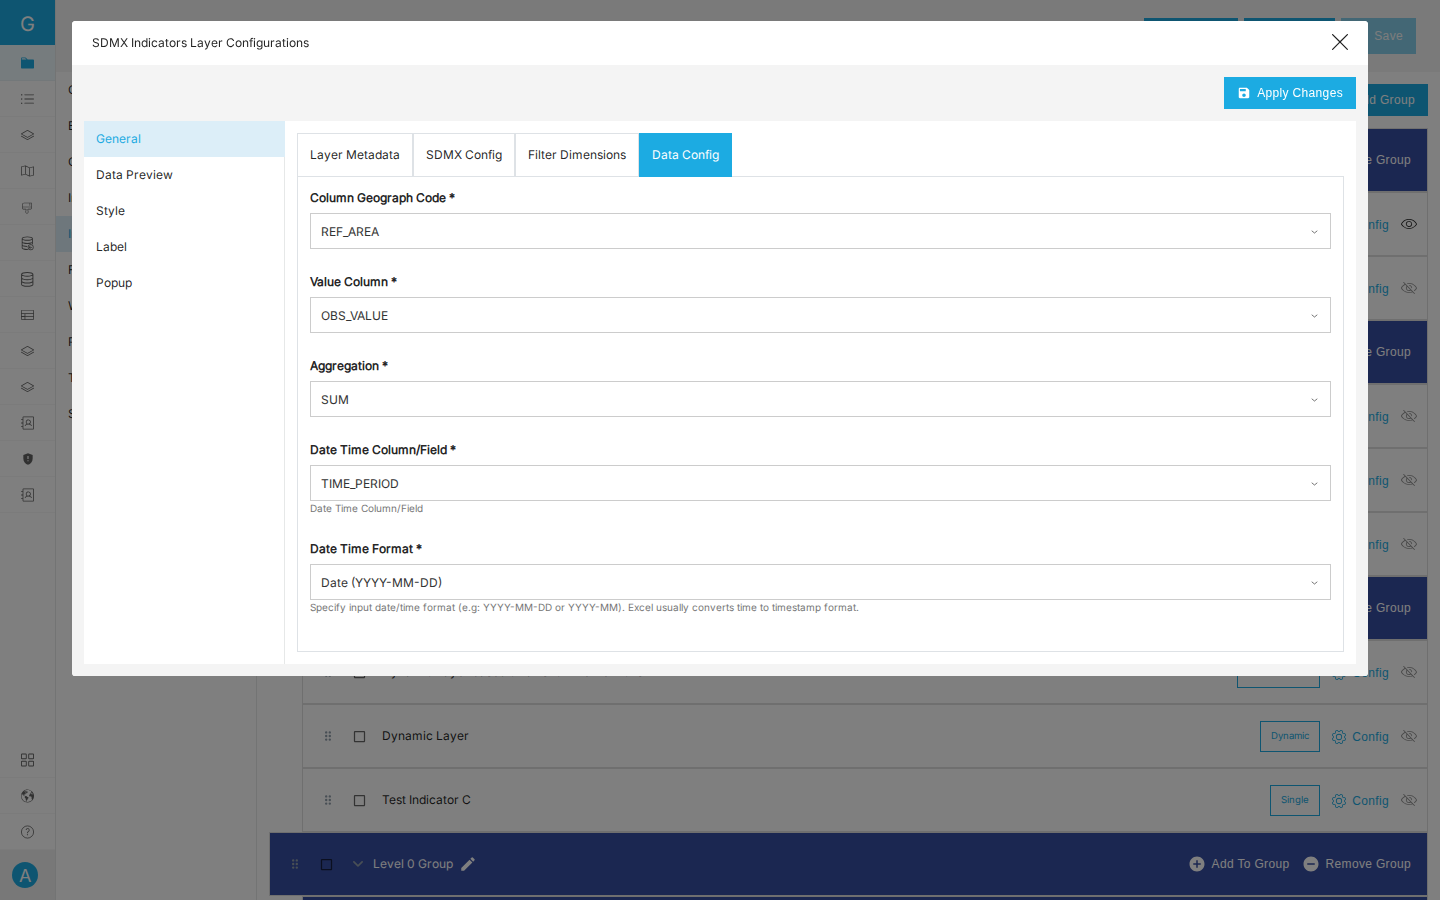 G
SDMX Indicators Layer Configurations
Save
Apply Changes
Group
General
Data Preview
Style
Label
Popup
Layer Metadata
SDMX Config
Filter Dimensions
Data Config
Group
Column Geograph Code *
REF_AREA
Value Column *
OBS_VALUE
Aggregation *
SUM
Group
Date Time Column/Field *
TIME_PERIOD
Date Time Column/Field
Date Time Format *
Date (YYYY-MM-DD)
Specify input date/time format (e.g: YYYY-MM-DD or YYYY-MM). Excel usually converts time to timestamp format.
Group
Dynamic Layer
Dynamic
Config
Test Indicator C
Single
Config
Level 0 Group
Add To Group
Remove Group
A